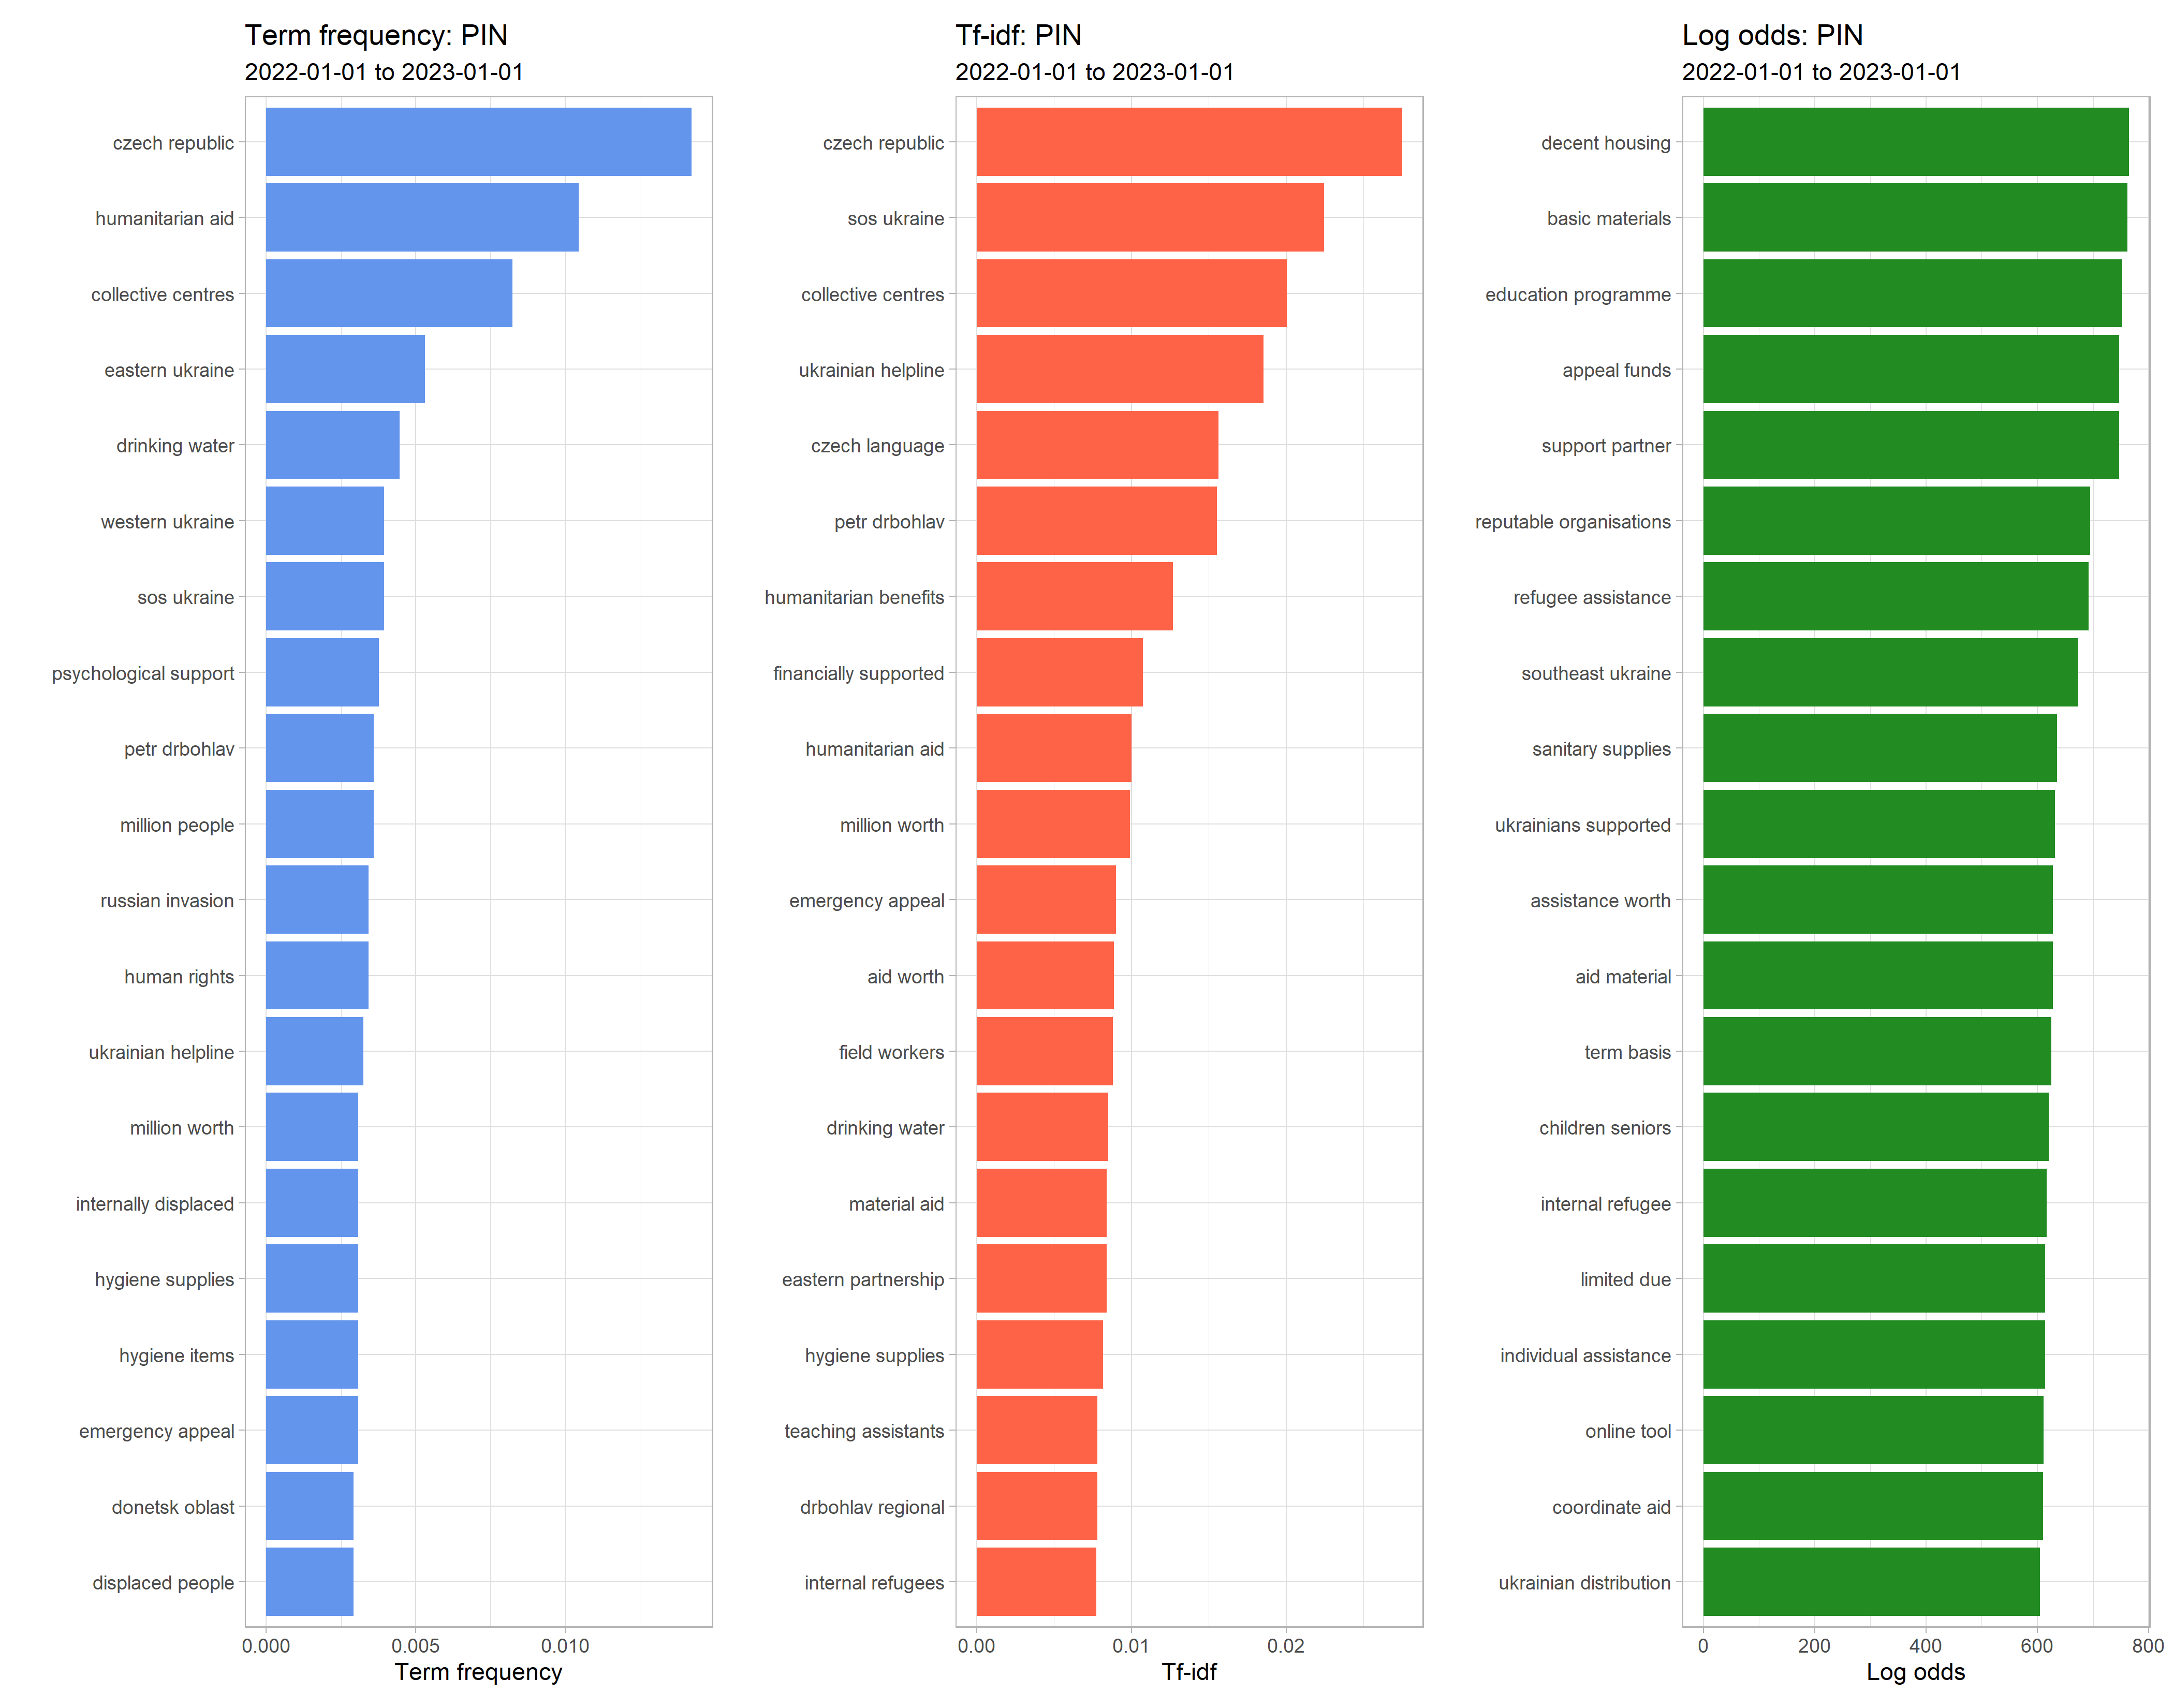 Term frequency: PIN
2022-01-01 to 2023-01-01
czech republic
humanitarian aid
collective centres
eastern ukraine
drinking water
western ukraine
sos ukraine
psychological support
petr drbohlav
million people
russian invasion
human rights
ukrainian helpline
million worth
internally displaced
hygiene supplies
hygiene items
emergency appeal
donetsk oblast
displaced people
0.000 0.005 0.010
Term frequency
Tf-idf: PIN
2022-01-01 to 2023-01-01
czech republic
sos ukraine
collective centres
ukrainian helpline
czech language
petr drbohlav
humanitarian benefits
financially supported
humanitarian aid
million worth
emergency appeal
aid worth
field workers
drinking water
material aid
eastern partnership
hygiene supplies
teaching assistants
drbohlav regional
internal refugees
0.00 0.01 0.02
Tf-idf
Log odds: PIN
2022-01-01 to 2023-01-01
decent housing
basic materials
education programme
appeal funds
support partner
reputable organisations
refugee assistance
southeast ukraine
sanitary supplies
ukrainians supported
assistance worth
aid material
term basis
children seniors
internal refugee
limited due
individual assistance
online tool
coordinate aid
ukrainian distribution
0 200 400 600 800
Log odds